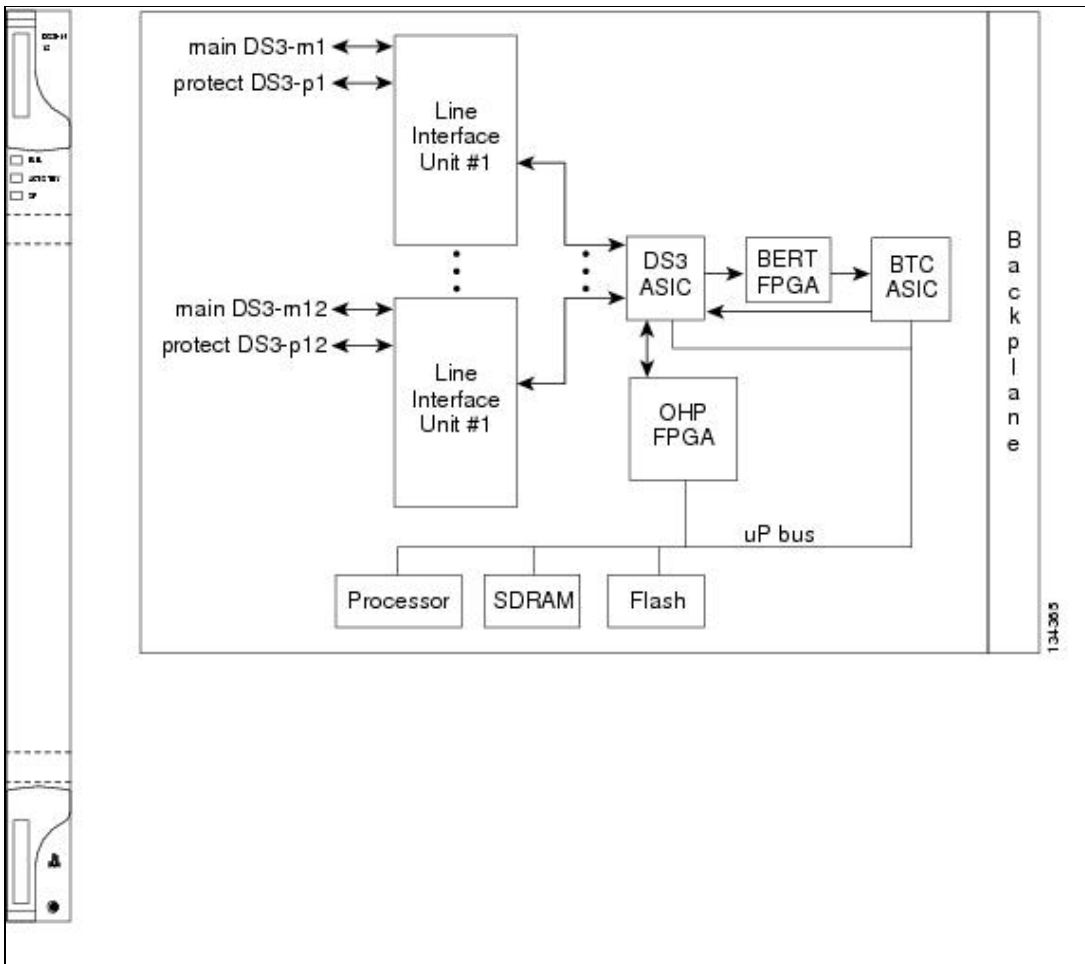 main DS3-m1
protect DS3-p1
Line
Interface
Unit #1
main DS3-m12
protect DS3-p12
Line
Interface
Unit #1
DS3
ASIC
BERT
FPGA
BTC
ASIC
OHP
FPGA
uP bus
Processor
SDRAM
Flash
Backplane
134365